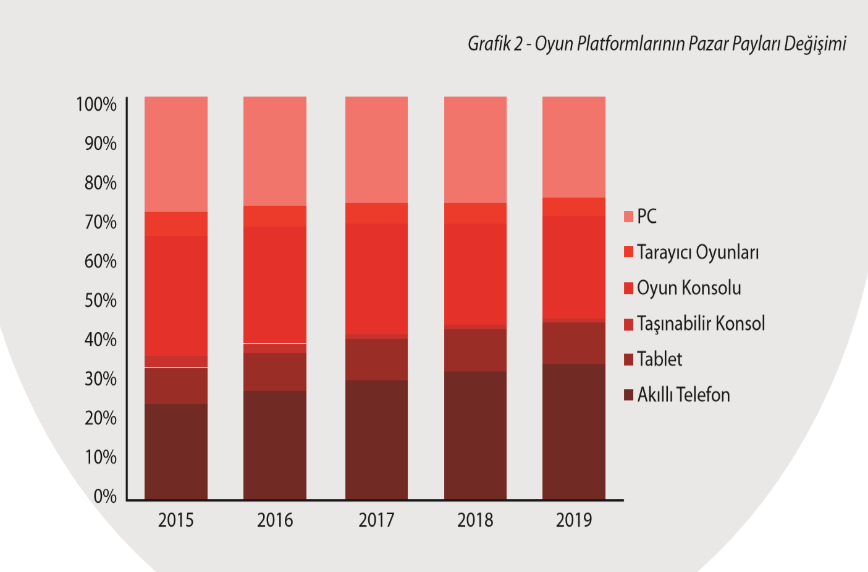 Grafik 2 - Oyun Platformlarının Pazar Payları Değişimi
100%
90%
80%
70%
60%
50%
40%
30%
20%
10%
0%
2015 2016 2017 2018 2019
PC
Tarayıcı Oyunları
Oyun Konsolu
Taşınabilir Konsol
Tablet
Akıllı Telefon